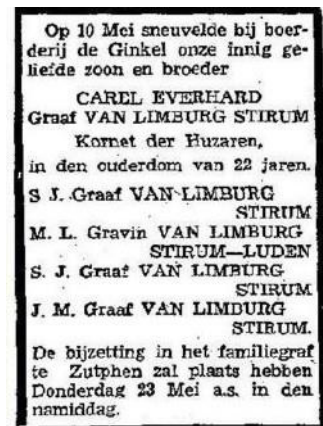 Op 10 Mei sneuvelde bij boer-
derij de Ginkel onze innig ge-
liefde zoon en broeder
CAREL EVERHARD
Graaf VAN LIMBURG STIRUM
Kornet der Huzaren,
in den ouderdom van 22 jaren.
S J. Graaf VAN LIMBURG
STIRUM
M. L. Gravin VAN LIMBURG
STIRUM—LUDEN
S. J. Graaf VAN LIMBURG
STIRUM
J. M. Graaf VAN LIMBURG
STIRUM.
De bijzetting in het familiegraf
te Zutphen zal plaats hebben
Donderdag 23 Mei a.s. in den
namiddag.